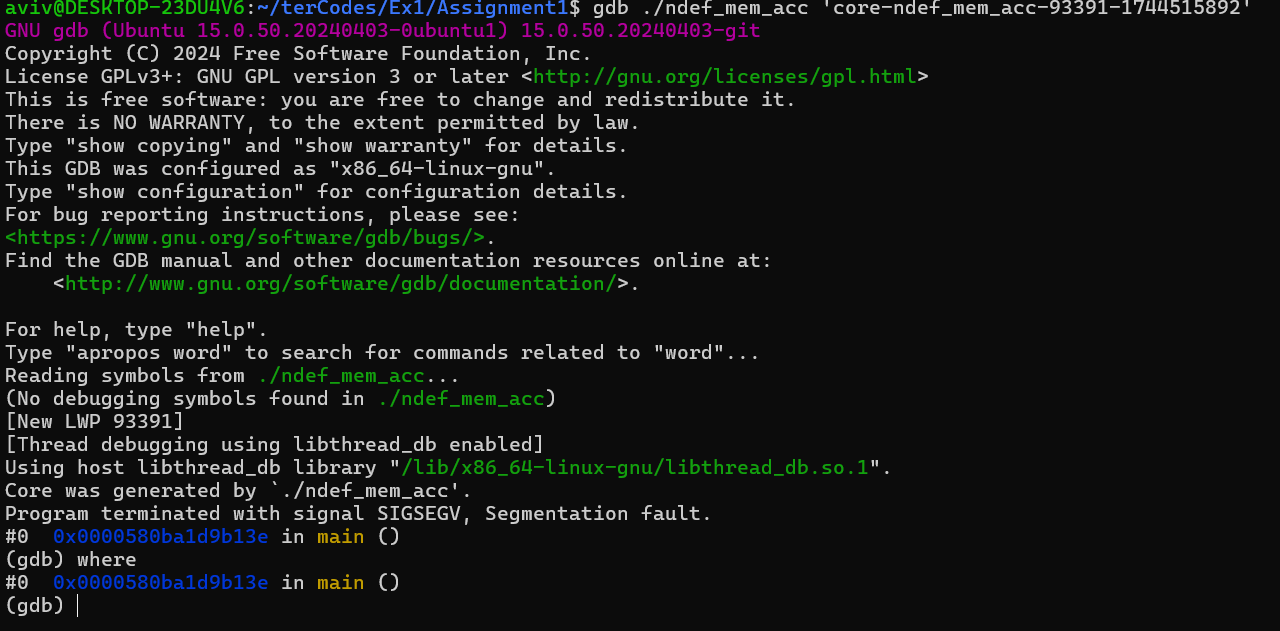 aviv@DESKTOP-23DU4V6:~/terCodes/Ex1/Assignment1$ gdb ./ndef_mem_acc 'core-ndef_mem_acc-93391-1744515892'
GNU gdb (Ubuntu 15.0.50.20240403-0ubuntu1) 15.0.50.20240403-git
Copyright (C) 2024 Free Software Foundation, Inc.
License GPLv3+: GNU GPL version 3 or later <http://gnu.org/licenses/gpl.html>
This is free software: you are free to change and redistribute it.
There is NO WARRANTY, to the extent permitted by law.
Type "show copying" and "show warranty" for details.
This GDB was configured as "x86_64-linux-gnu".
Type "show configuration" for configuration details.
For bug reporting instructions, please see:
<https://www.gnu.org/software/gdb/bugs/>.
Find the GDB manual and other documentation resources online at:
    <http://www.gnu.org/software/gdb/documentation/>.

For help, type "help".
Type "apropos word" to search for commands related to "word"...
Reading symbols from ./ndef_mem_acc...
(No debugging symbols found in ./ndef_mem_acc)
[New LWP 93391]
[Thread debugging using libthread_db enabled]
Using host libthread_db library "/lib/x86_64-linux-gnu/libthread_db.so.1".
Core was generated by `./ndef_mem_acc'.
Program terminated with signal SIGSEGV, Segmentation fault.
#0  0x0000580ba1d9b13e in main ()
(gdb) where
#0  0x0000580ba1d9b13e in main ()
(gdb)